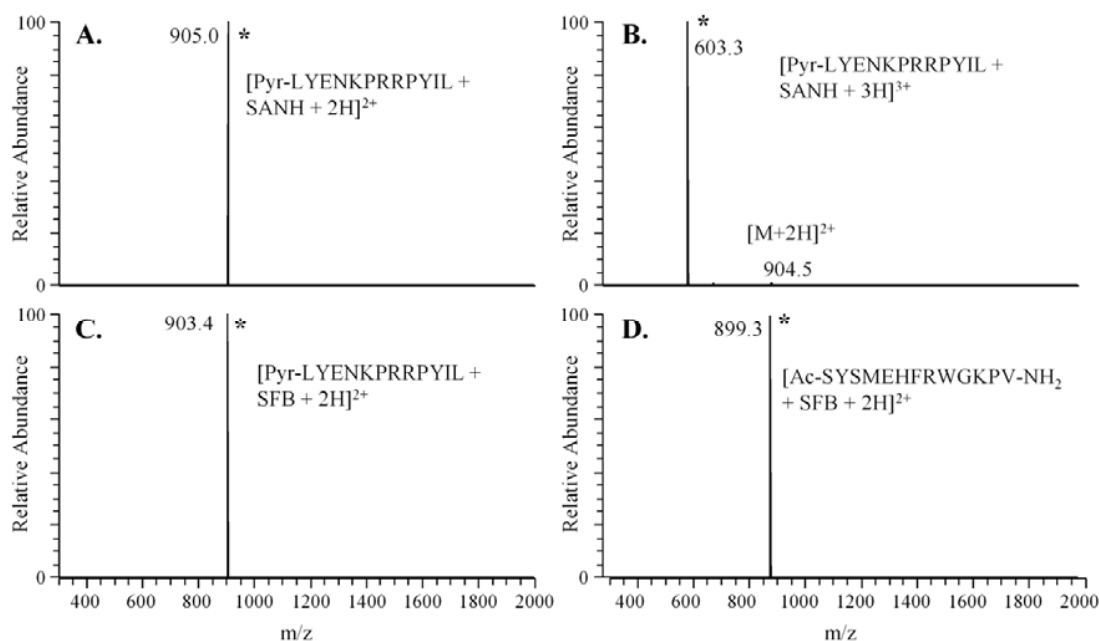 A.
905.0 *
[Pyr-LYENKPRRPYIL +
SANH + 2H]²⁺
100
0
Relative Abundance
B.
*
603.3
[Pyr-LYENKPRRPYIL +
SANH + 3H]³⁺
[M+2H]²⁺
904.5
100
0
Relative Abundance
C.
903.4 *
[Pyr-LYENKPRRPYIL +
SFB + 2H]²⁺
100
0
Relative Abundance
400 600 800 1000 1200 1400 1600 1800 2000
m/z
D.
899.3 *
[Ac-SYSMEHFRWGKPV-NH₂
+ SFB + 2H]²⁺
100
0
Relative Abundance
400 600 800 1000 1200 1400 1600 1800 2000
m/z